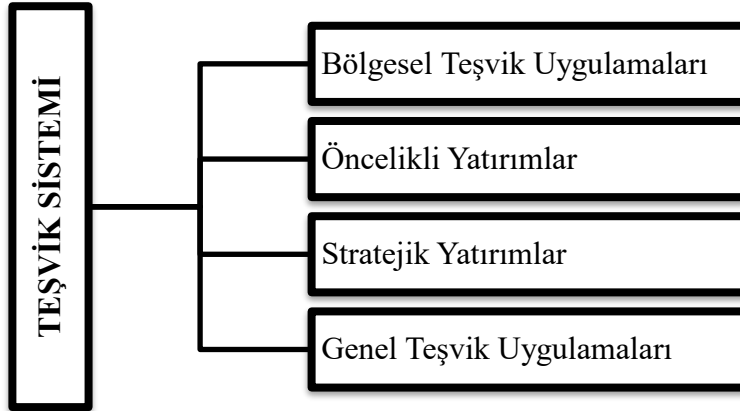 TEŞVİK SİSTEMİ
Bölgesel Teşvik Uygulamaları
Öncelikli Yatırımlar
Stratejik Yatırımlar
Genel Teşvik Uygulamaları